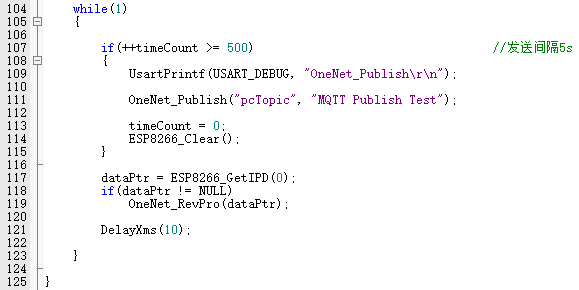 104 while(1)
105 {
106
107 if(++timeCount >= 500) //发送间隔5s
108 {
109 UsartPrintf(USART_DEBUG, "OneNet_Publish\r\n");
110
111 OneNet_Publish("pcTopic", "MQTT Publish Test");
112
113 timeCount = 0;
114 ESP8266_Clear();
115 }
116
117 dataPtr = ESP8266_GetIPD(0);
118 if(dataPtr != NULL)
119 OneNet_RevPro(dataPtr);
120
121 DelayXms(10);
122
123 }
124
125 }